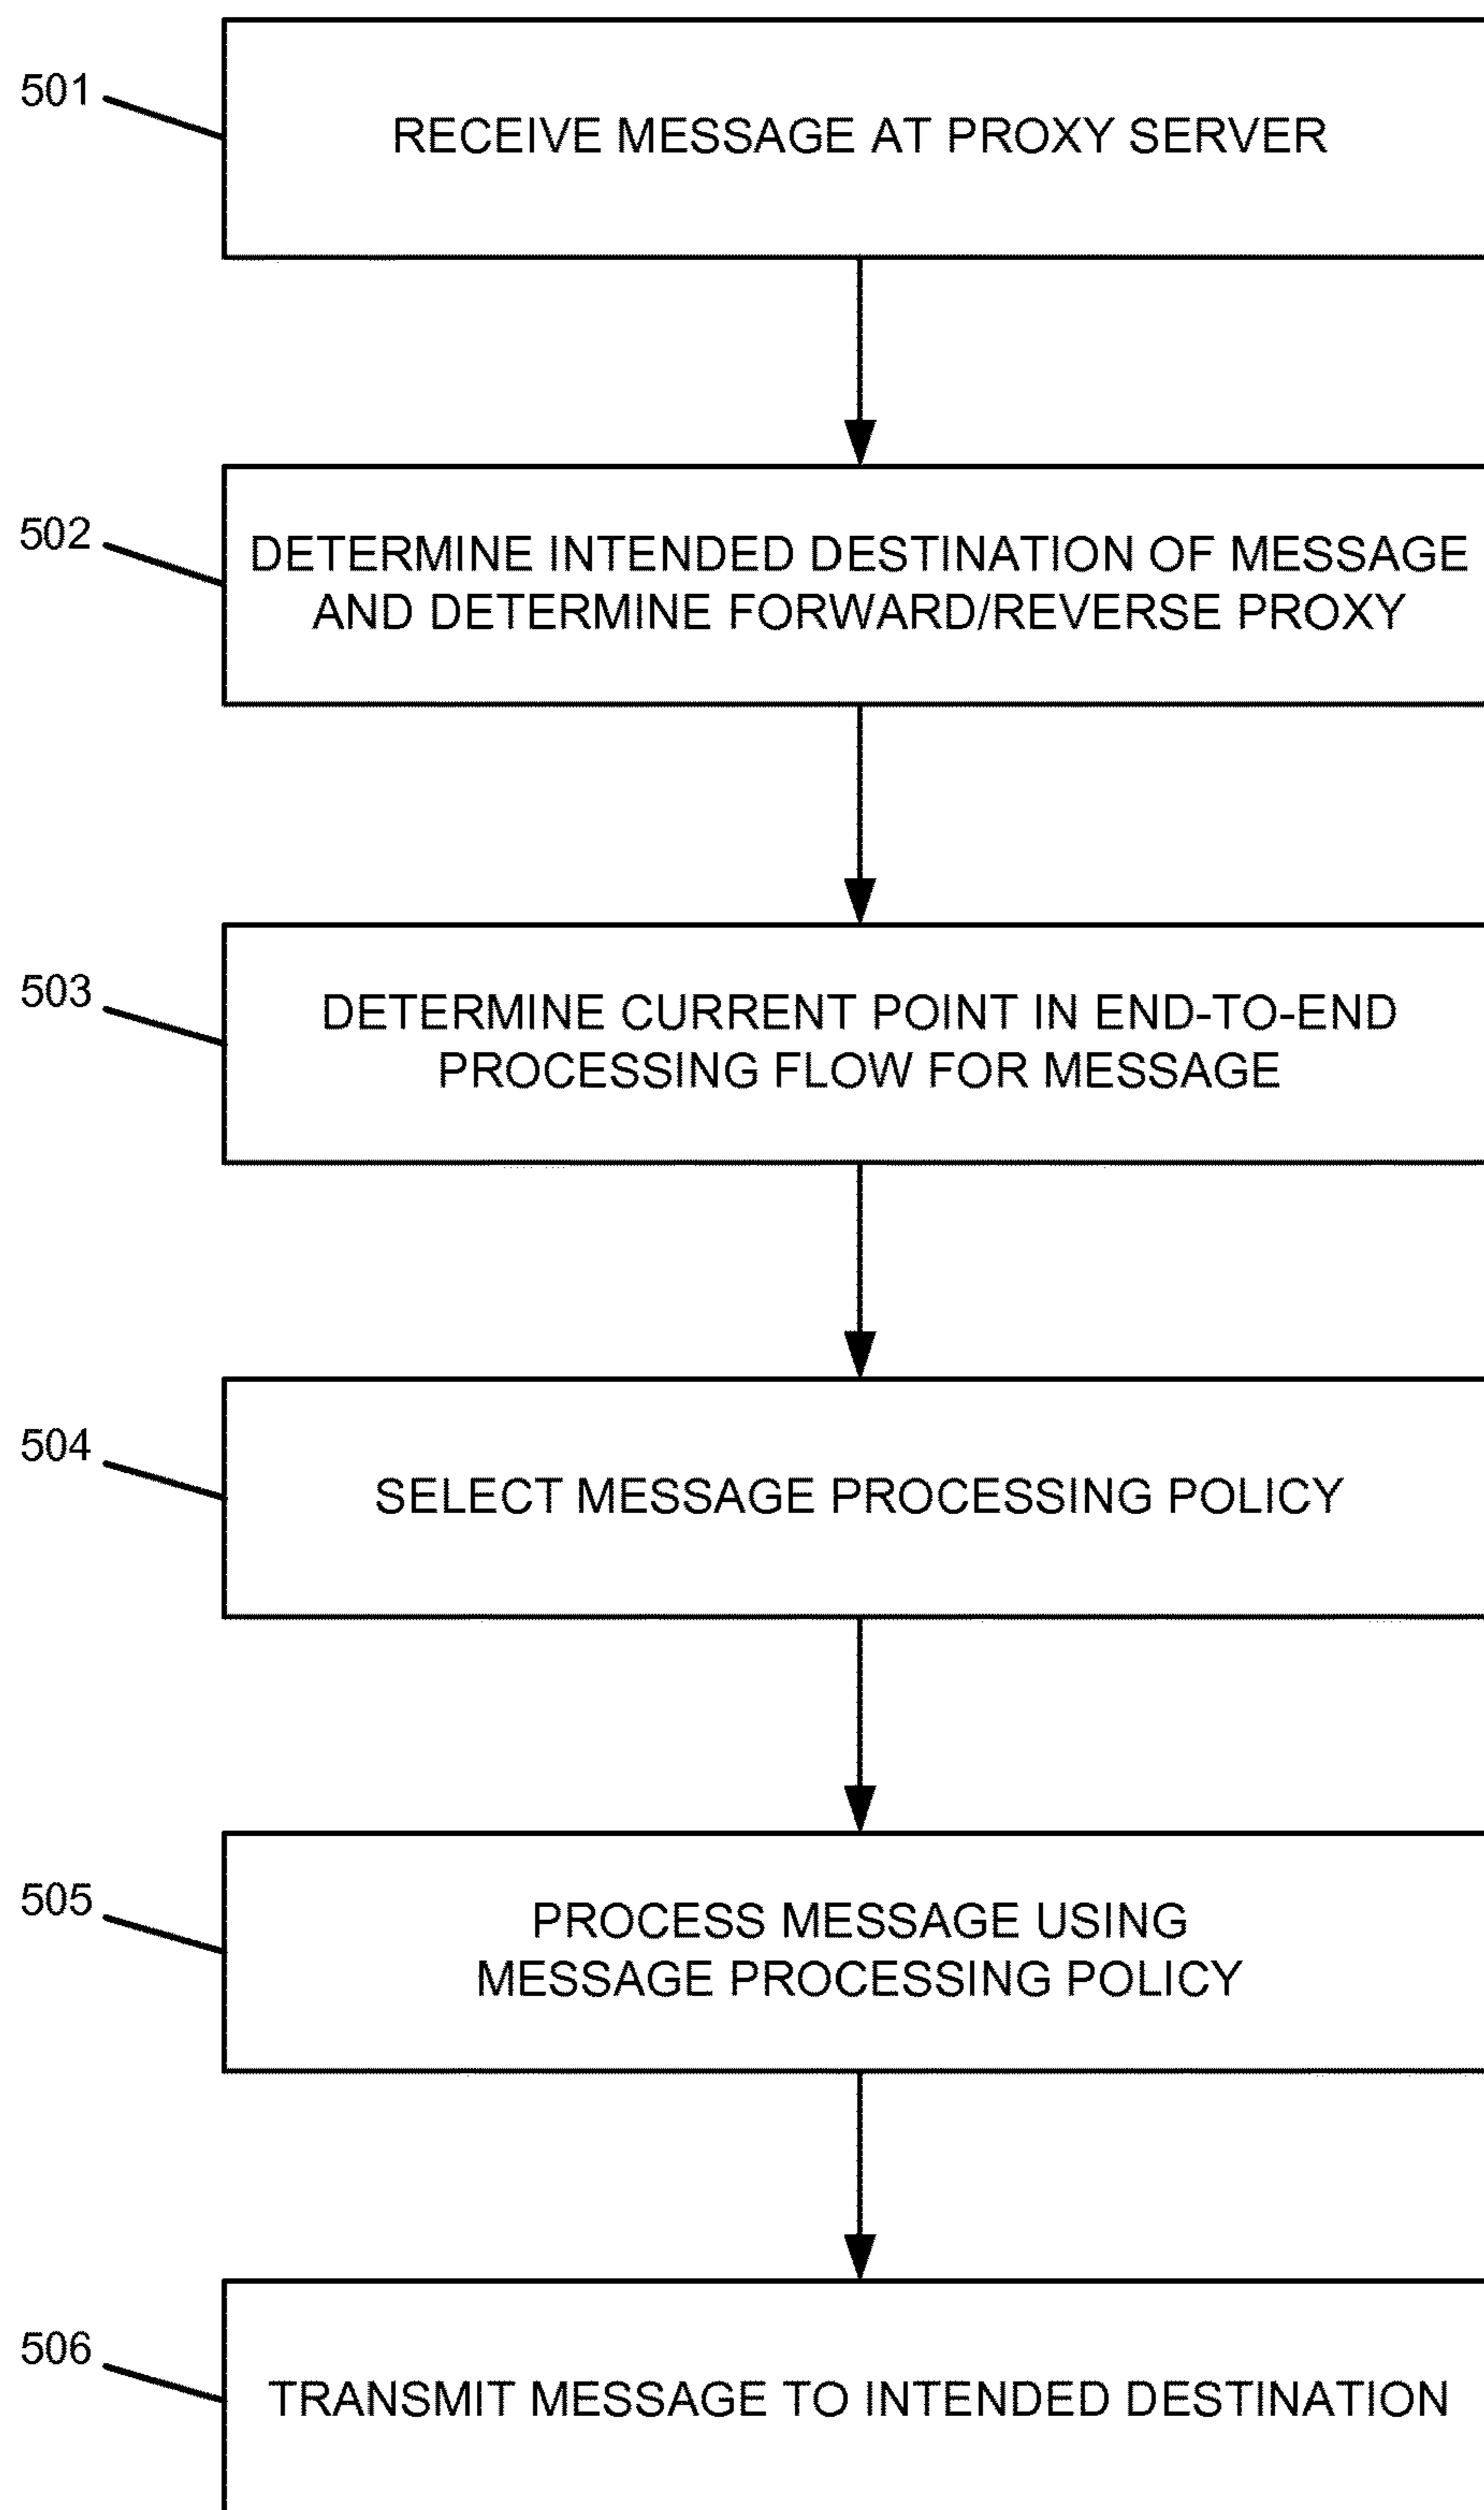 501
RECEIVE MESSAGE AT PROXY SERVER
502
DETERMINE INTENDED DESTINATION OF MESSAGE
AND DETERMINE FORWARD/REVERSE PROXY
503
DETERMINE CURRENT POINT IN END-TO-END
PROCESSING FLOW FOR MESSAGE
504
SELECT MESSAGE PROCESSING POLICY
505
PROCESS MESSAGE USING
MESSAGE PROCESSING POLICY
506
TRANSMIT MESSAGE TO INTENDED DESTINATION